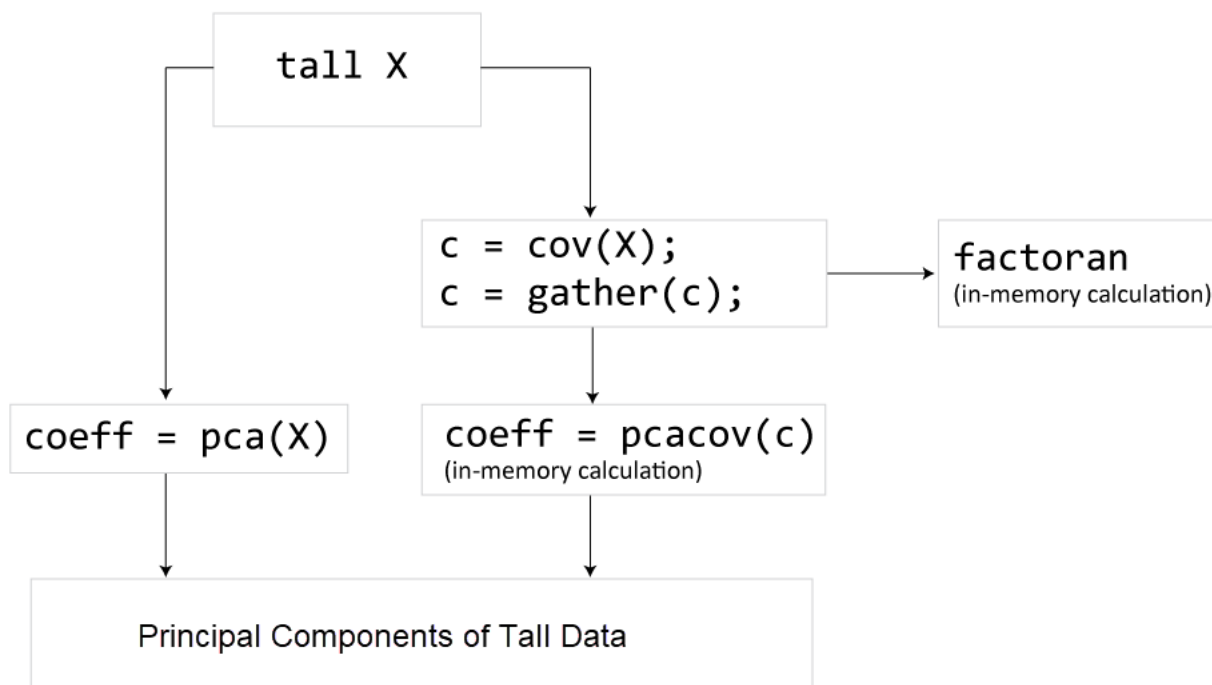 tall X
c = cov(X);
c = gather(c);
factoran
(in-memory calculation)
coeff = pca(X)
coeff = pcacov(c)
(in-memory calculation)
Principal Components of Tall Data